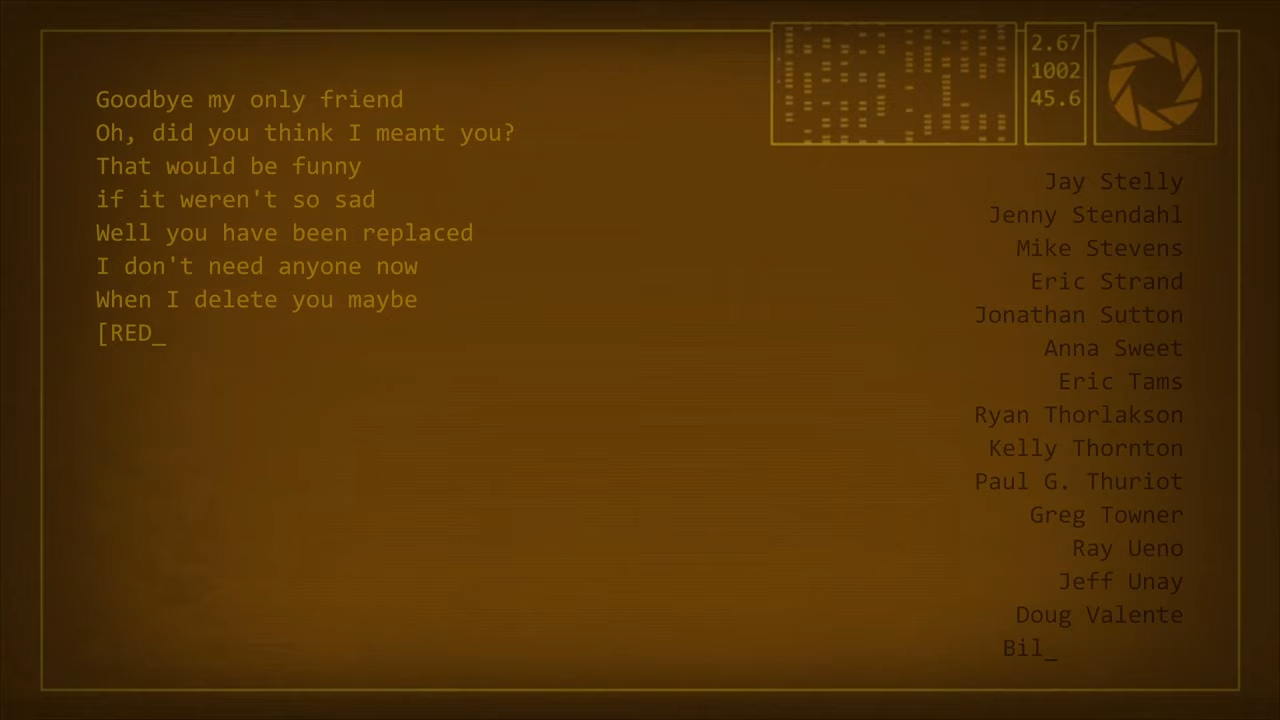 Goodbye my only friend
Oh, did you think I meant you?
That would be funny
if it weren't so sad
Well you have been replaced
I don't need anyone now
When I delete you maybe
[RED_
2.67
1002
45.6
Jay Stelly
Jenny Stendahl
Mike Stevens
Eric Strand
Jonathan Sutton
Anna Sweet
Eric Tams
Ryan Thorlakson
Kelly Thornton
Paul G. Thuriot
Greg Towner
Ray Ueno
Jeff Unay
Doug Valente
Bil_